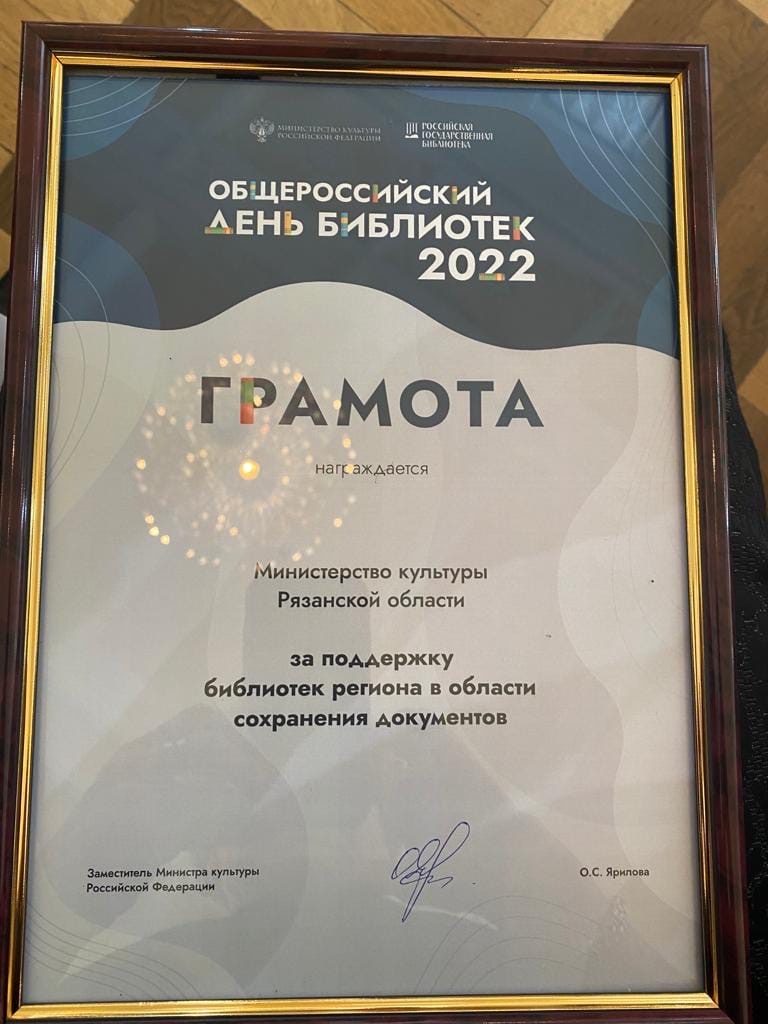 МИНИСТЕРСТВО КУЛЬТУРЫ
РОССИЙСКОЙ ФЕДЕРАЦИИ
РОССИЙСКАЯ
ГОСУДАРСТВЕННАЯ
БИБЛИОТЕКА
ОБЩЕРОССИЙСКИЙ
ДЕНЬ БИБЛИОТЕК
2022
ГРАМОТА
награждается
Министерство культуры
Рязанской области
за поддержку
библиотек региона в области
сохранения документов
Заместитель Министра культуры
Российской Федерации
О.С. Ярилова